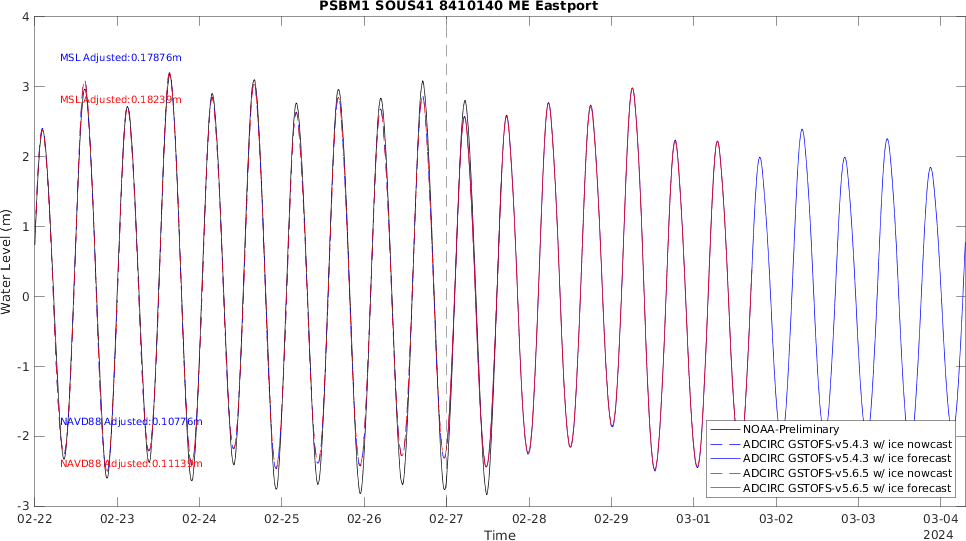 PSBM1 SOUS41 8410140 ME Eastport
4
3
2
1
0
-1
-2
-3
Water Level (m)
MSL Adjusted:0.17876m
MSL Adjusted:0.18239m
NAVD88 Adjusted:0.10776m
NAVD88 Adjusted:0.11139m
NOAA-Preliminary
ADCIRC GSTOFS-v5.4.3 w/ ice nowcast
ADCIRC GSTOFS-v5.4.3 w/ ice forecast
ADCIRC GSTOFS-v5.6.5 w/ ice nowcast
ADCIRC GSTOFS-v5.6.5 w/ ice forecast
02-22 02-23 02-24 02-25 02-26 02-27 02-28 02-29 03-01 03-02 03-03 03-04
Time
2024